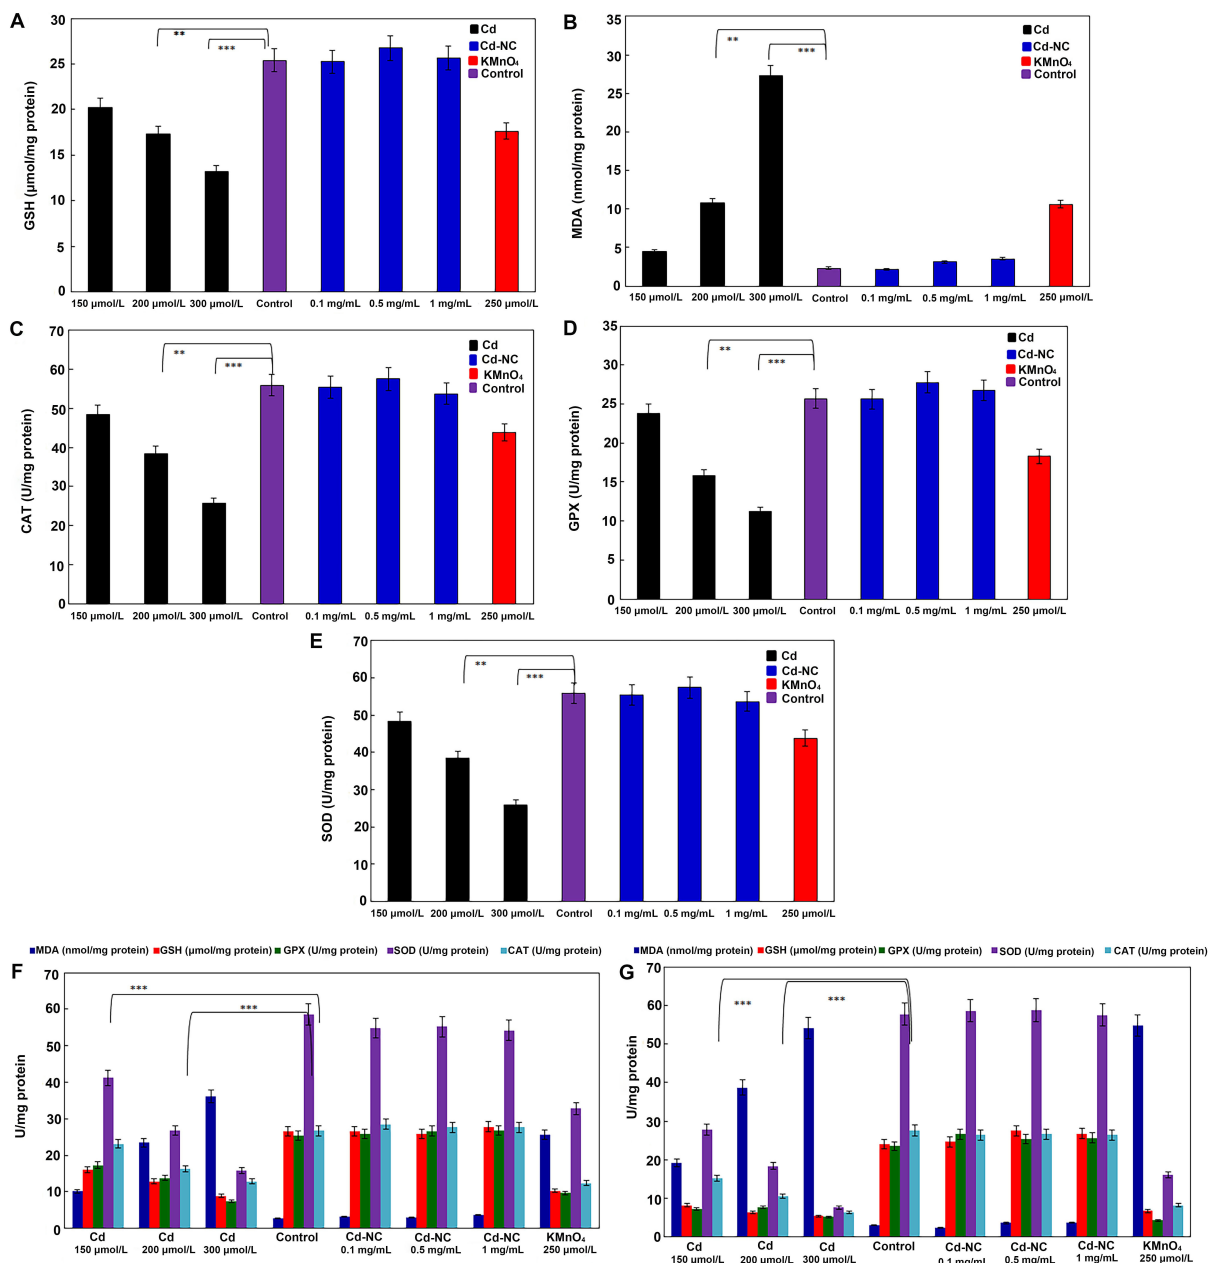 A
GSH (µmol/mg protein)
30
25
20
15
10
5
0
**
***
Cd
Cd-NC
KMnO₄
Control
150 µmol/L 200 µmol/L 300 µmol/L Control 0.1 mg/mL 0.5 mg/mL 1 mg/mL 250 µmol/L
B
MDA (nmol/mg protein)
35
30
25
20
15
10
5
0
**
***
Cd
Cd-NC
KMnO₄
Control
150 µmol/L 200 µmol/L 300 µmol/L Control 0.1 mg/mL 0.5 mg/mL 1 mg/mL 250 µmol/L
C
CAT (U/mg protein)
70
60
50
40
30
20
10
0
**
***
Cd
Cd-NC
KMnO₄
Control
150 µmol/L 200 µmol/L 300 µmol/L Control 0.1 mg/mL 0.5 mg/mL 1 mg/mL 250 µmol/L
D
GPX (U/mg protein)
35
30
25
20
15
10
5
0
**
***
Cd
Cd-NC
KMnO₄
Control
150 µmol/L 200 µmol/L 300 µmol/L Control 0.1 mg/mL 0.5 mg/mL 1 mg/mL 250 µmol/L
E
SOD (U/mg protein)
70
60
50
40
30
20
10
0
**
***
Cd
Cd-NC
KMnO₄
Control
150 µmol/L 200 µmol/L 300 µmol/L Control 0.1 mg/mL 0.5 mg/mL 1 mg/mL 250 µmol/L
MDA (nmol/mg protein) GSH (µmol/mg protein) GPX (U/mg protein) SOD (U/mg protein) CAT (U/mg protein)
F
U/mg protein
70
60
50
40
30
20
10
0
***
***
Cd Cd Cd Control Cd-NC Cd-NC Cd-NC KMnO₄
150 µmol/L 200 µmol/L 300 µmol/L 0.1 mg/mL 0.5 mg/mL 1 mg/mL 250 µmol/L
MDA (nmol/mg protein) GSH (µmol/mg protein) GPX (U/mg protein) SOD (U/mg protein) CAT (U/mg protein)
G
U/mg protein
70
60
50
40
30
20
10
0
***
***
Cd Cd Cd Control Cd-NC Cd-NC Cd-NC KMnO₄
150 µmol/L 200 µmol/L 300 µmol/L 0.1 mg/mL 0.5 mg/mL 1 mg/mL 250 µmol/L